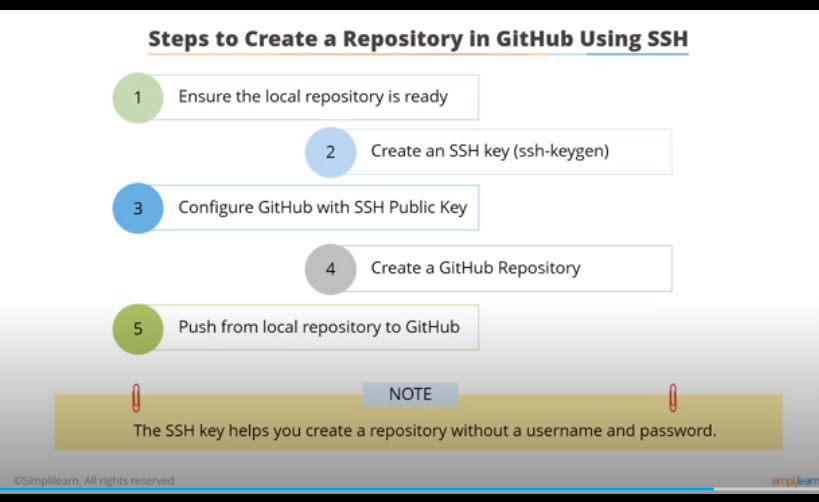 Steps to Create a Repository in GitHub Using SSH
1 Ensure the local repository is ready
2 Create an SSH key (ssh-keygen)
3 Configure GitHub with SSH Public Key
4 Create a GitHub Repository
5 Push from local repository to GitHub
NOTE
The SSH key helps you create a repository without a username and password.
©Simplilearn. All rights reserved
simplilearn